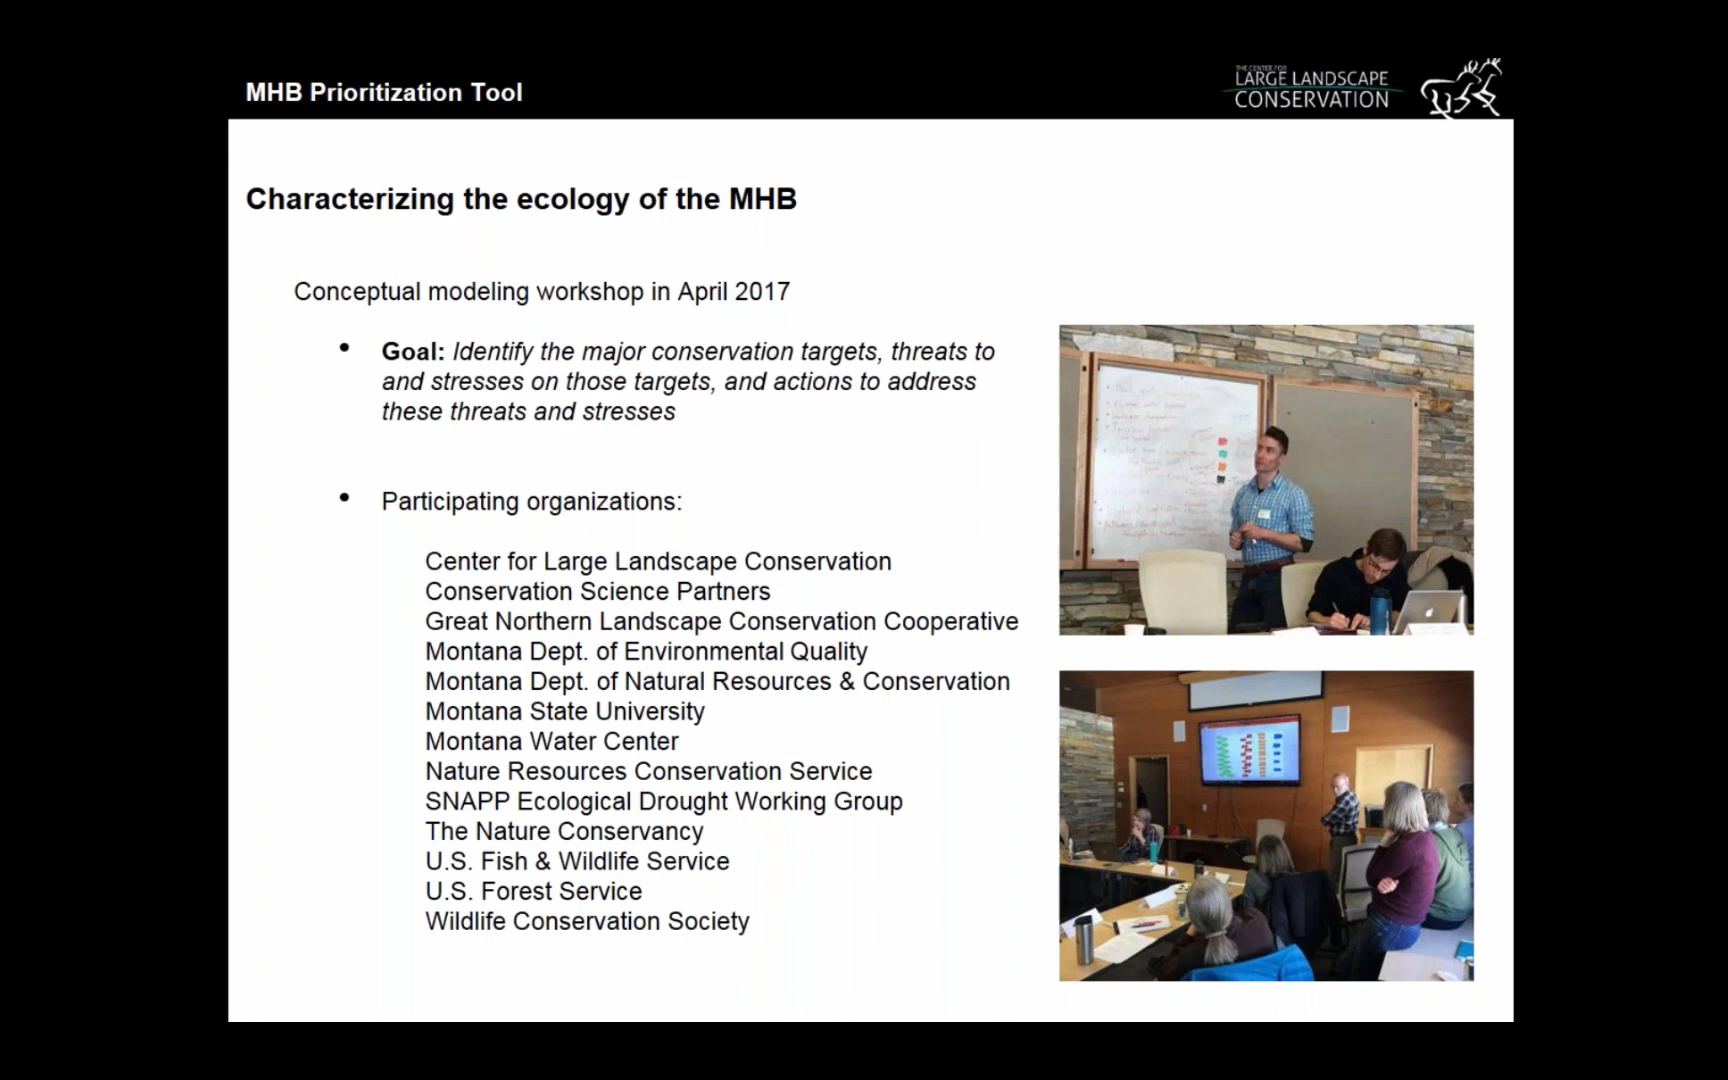 MHB Prioritization Tool
THE CENTER FOR
LARGE LANDSCAPE
CONSERVATION
Characterizing the ecology of the MHB
Conceptual modeling workshop in April 2017
• Goal: Identify the major conservation targets, threats to
and stresses on those targets, and actions to address
these threats and stresses
• Participating organizations:
Center for Large Landscape Conservation
Conservation Science Partners
Great Northern Landscape Conservation Cooperative
Montana Dept. of Environmental Quality
Montana Dept. of Natural Resources & Conservation
Montana State University
Montana Water Center
Nature Resources Conservation Service
SNAPP Ecological Drought Working Group
The Nature Conservancy
U.S. Fish & Wildlife Service
U.S. Forest Service
Wildlife Conservation Society